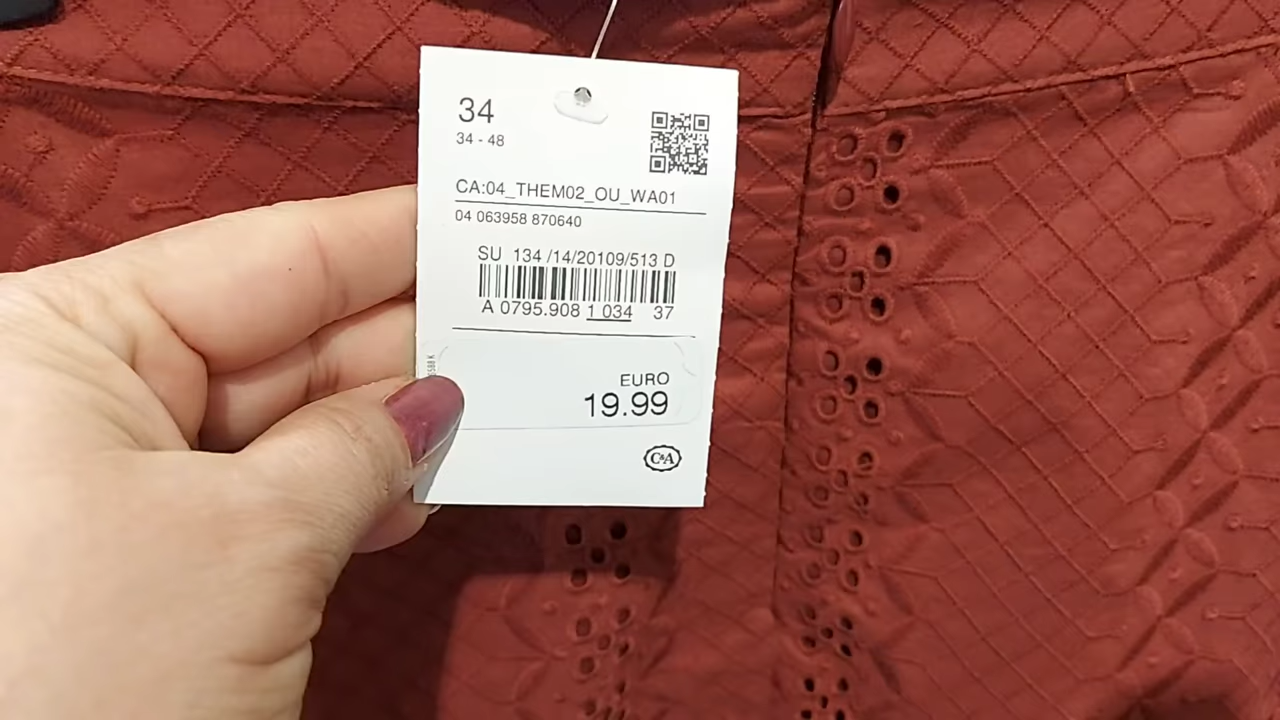 34
34 - 48
CA:04_THEM02_OU_WA01
04 063958 870640
SU 134 /14/20109/513 D
A 0795.908 1 034 37
EURO
19.99
C&A